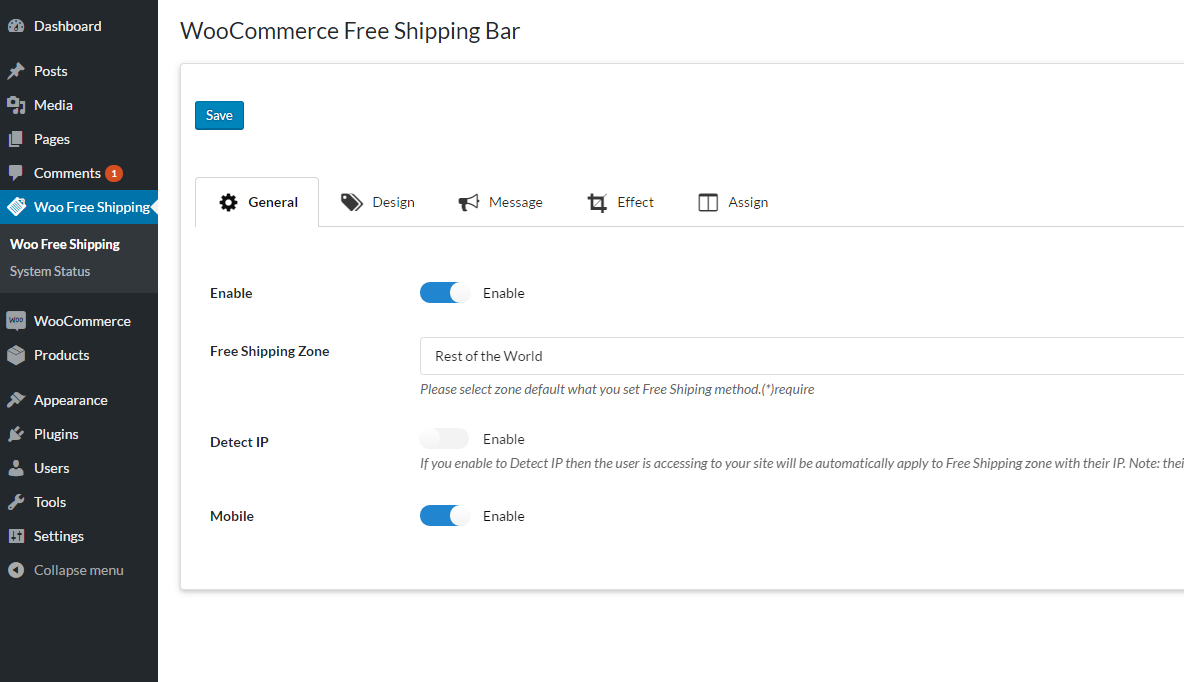 WooCommerce Free Shipping Bar
Dashboard
Posts
Media
Pages
Comments 1
Woo Free Shipping
Woo Free Shipping
System Status
WooCommerce
Products
Appearance
Plugins
Users
Tools
Settings
Collapse menu
Save
General Design Message Effect Assign
Enable Enable
Free Shipping Zone Rest of the World
Please select zone default what you set Free Shiping method.(*)require
Detect IP Enable
If you enable to Detect IP then the user is accessing to your site will be automatically apply to Free Shipping zone with their IP. Note: thei
Mobile Enable